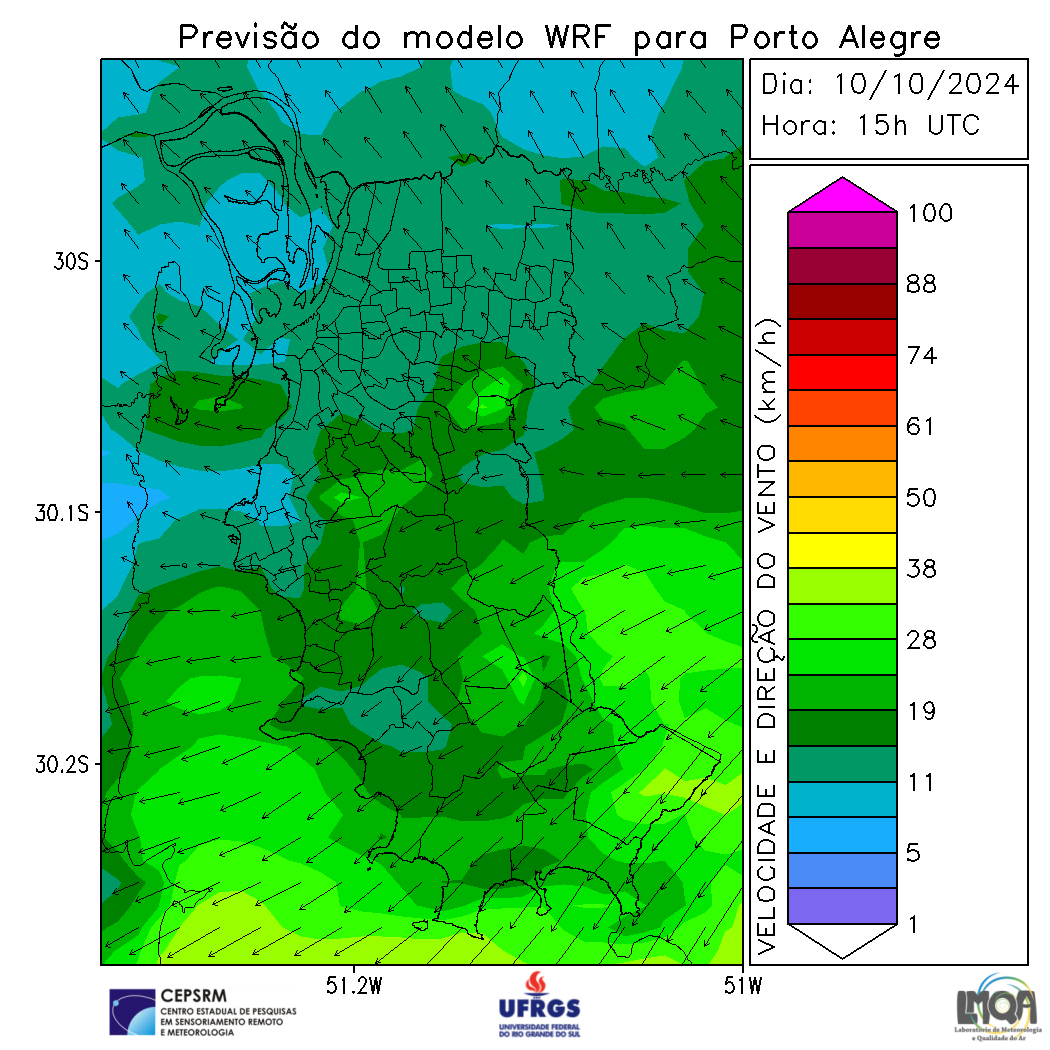 Previsão do modelo WRF para Porto Alegre
Dia: 10/10/2024
Hora: 15h UTC
30S
30.1S
30.2S
51.2W
51W
VELOCIDADE E DIREÇÃO DO VENTO (km/h)
100
88
74
61
50
38
28
19
11
5
1
CEPSRM
CENTRO ESTADUAL DE PESQUISAS
EM SENSORIAMENTO REMOTO
E METEOROLOGIA
UFRGS
UNIVERSIDADE FEDERAL
DO RIO GRANDE DO SUL
LMQA
Laboratório de Meteorologia
e Qualidade do Ar